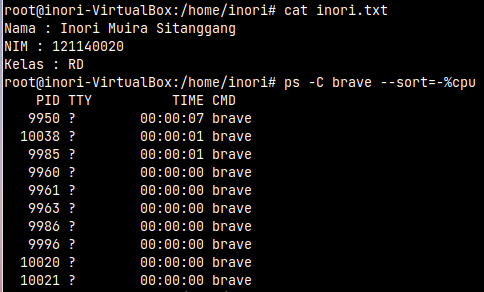 root@inori-VirtualBox:/home/inori# cat inori.txt
Nama : Inori Muira Sitanggang
NIM : 121140020
Kelas : RD
root@inori-VirtualBox:/home/inori# ps -C brave --sort=-%cpu
    PID TTY          TIME CMD
   9950 ?        00:00:07 brave
  10038 ?        00:00:01 brave
   9985 ?        00:00:01 brave
   9960 ?        00:00:00 brave
   9961 ?        00:00:00 brave
   9963 ?        00:00:00 brave
   9986 ?        00:00:00 brave
   9996 ?        00:00:00 brave
  10020 ?        00:00:00 brave
  10021 ?        00:00:00 brave